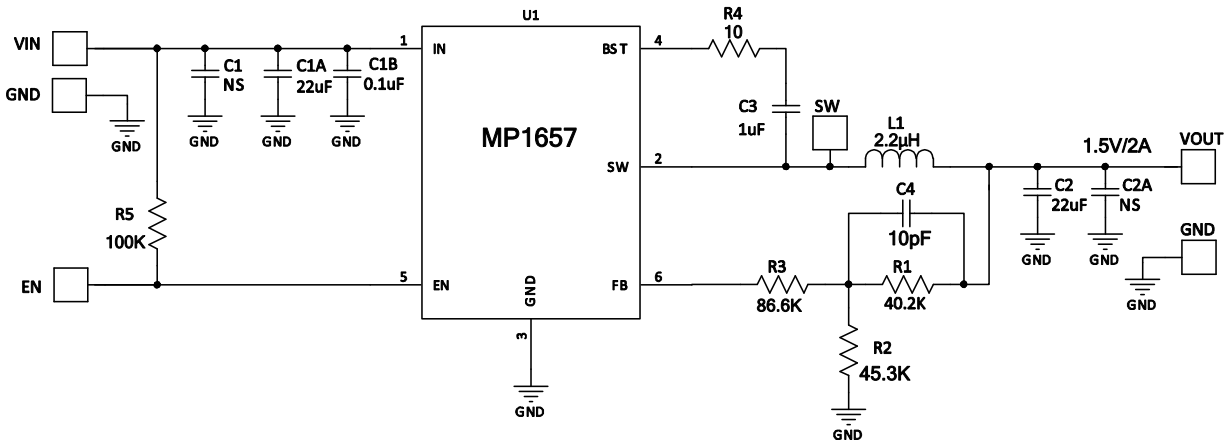 U1
R4
10
VIN
1
IN
BST
4
C1
NS
C1A
22uF
C1B
0.1uF
GND
GND
GND
GND
GND
C3
1uF
SW
MP1657
L1
2.2µH
SW
2
1.5V/2A
VOUT
C4
10pF
C2
22uF
C2A
NS
R5
100K
GND
GND
GND
R3
86.6K
R1
40.2K
EN
5
EN
GND
FB
6
GND
3
R2
45.3K
GND
GND